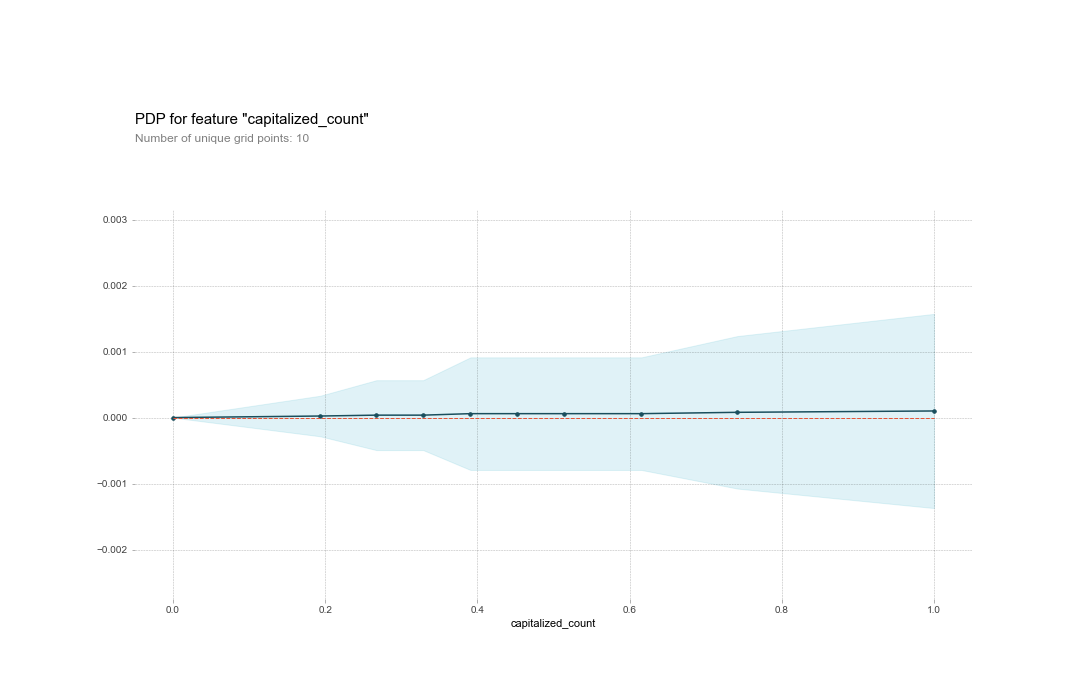 PDP for feature "capitalized_count"
Number of unique grid points: 10
0.003
0.002
0.001
0.000
−0.001
−0.002
0.0 0.2 0.4 0.6 0.8 1.0
capitalized_count